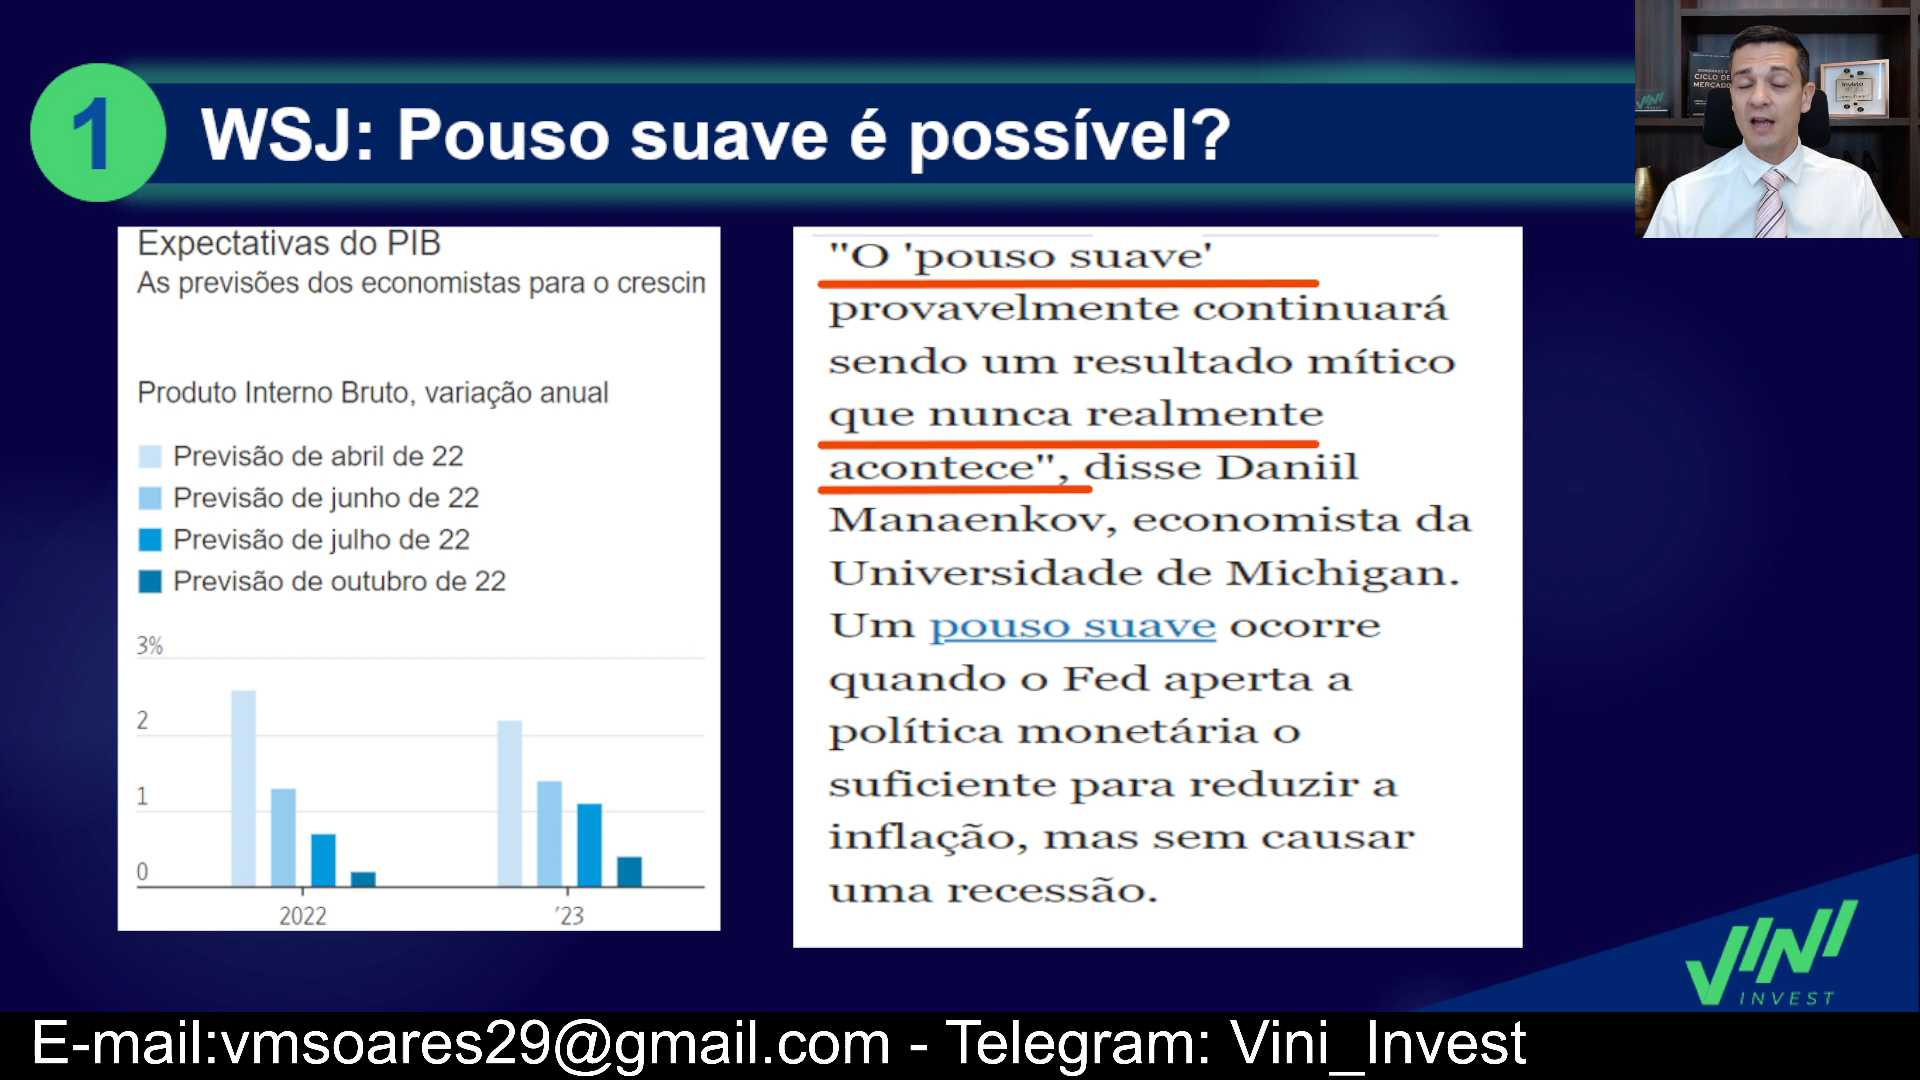 1
WSJ: Pouso suave é possível?
Expectativas do PIB
As previsões dos economistas para o crescin
Produto Interno Bruto, variação anual
Previsão de abril de 22
Previsão de junho de 22
Previsão de julho de 22
Previsão de outubro de 22
3%
2
1
0
2022
'23
"O 'pouso suave'
provavelmente continuará
sendo um resultado mítico
que nunca realmente
acontece", disse Daniil
Manaenkov, economista da
Universidade de Michigan.
Um pouso suave ocorre
quando o Fed aperta a
política monetária o
suficiente para reduzir a
inflação, mas sem causar
uma recessão.
CICLO DE
MERCADO
VINI
INVEST
E-mail:vmsoares29@gmail.com - Telegram: Vini_Invest